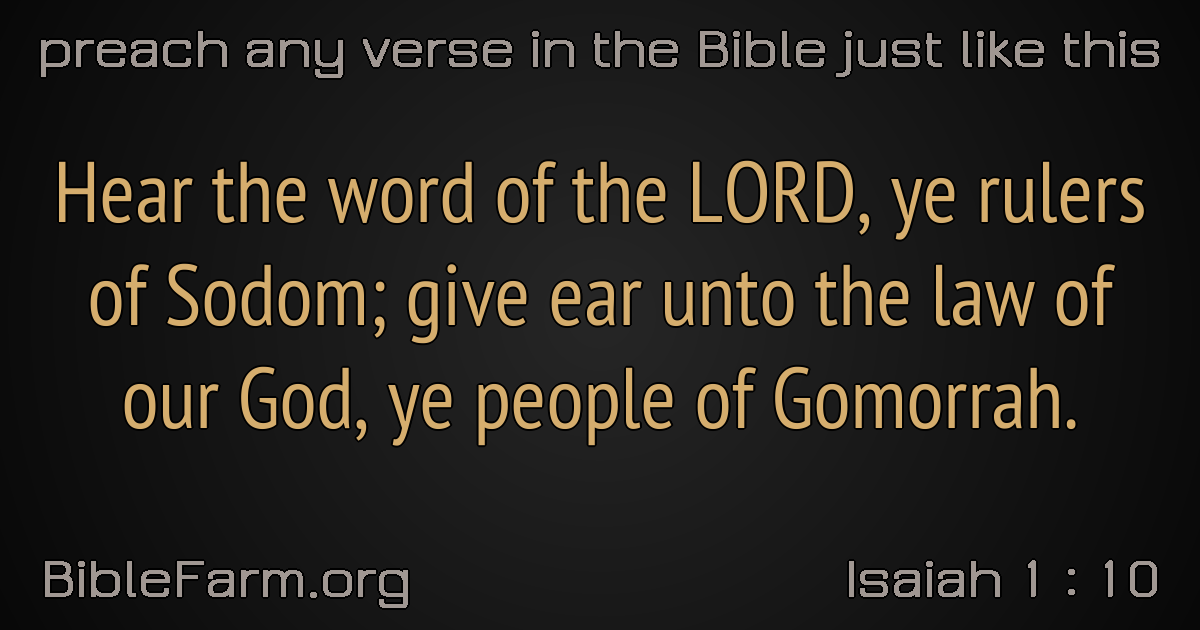 preach any verse in the Bible just like this
Hear the word of the LORD, ye rulers
of Sodom; give ear unto the law of
our God, ye people of Gomorrah.
BibleFarm.org
Isaiah 1 : 10